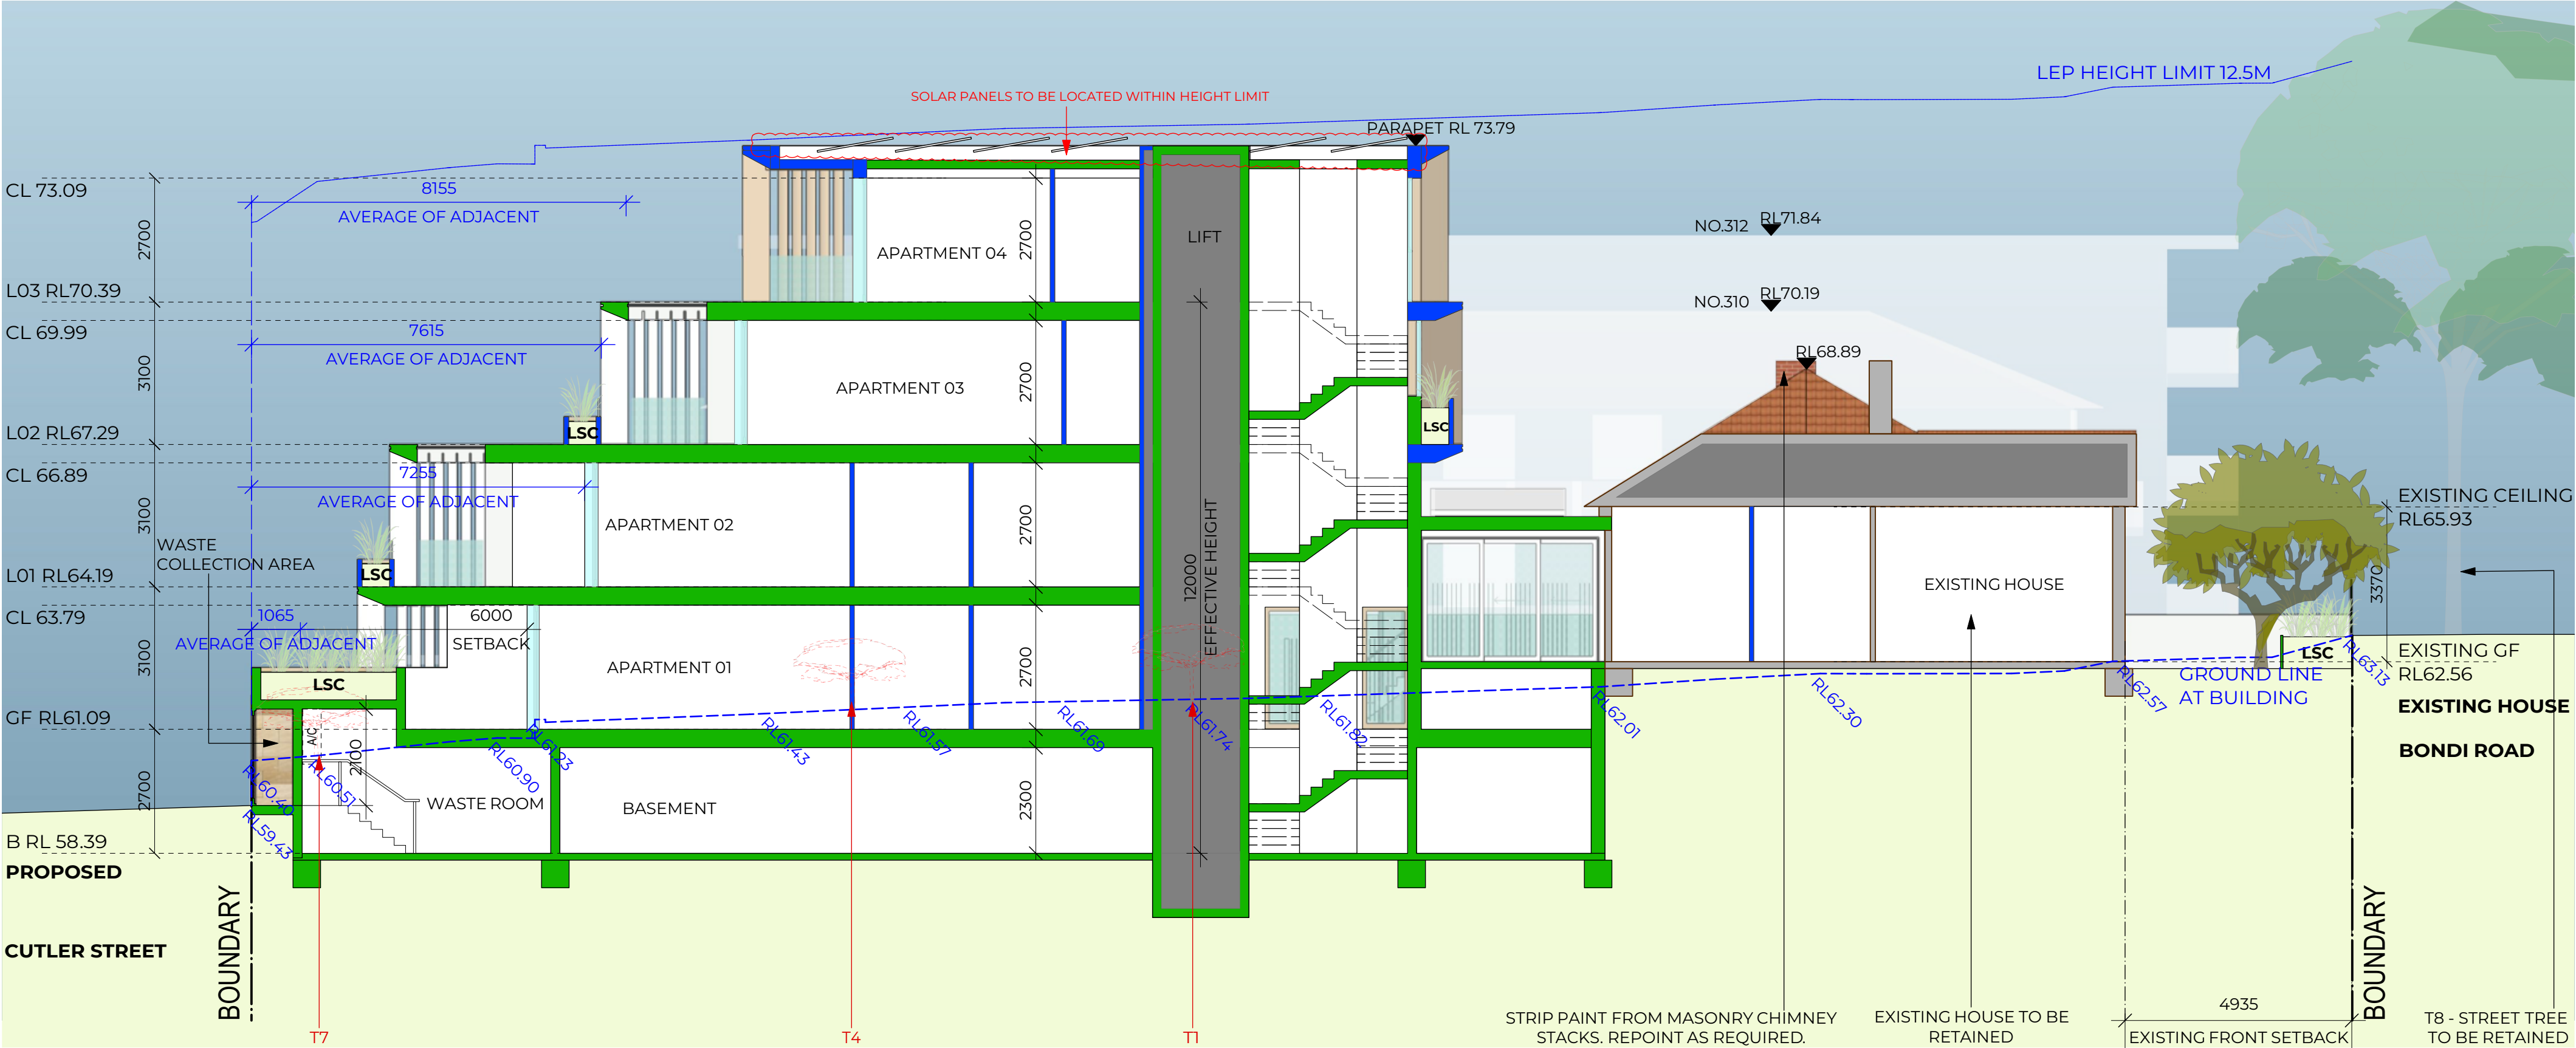 LEP HEIGHT LIMIT 12.5M
SOLAR PANELS TO BE LOCATED WITHIN HEIGHT LIMIT
PARAPET RL 73.79
CL 73.09
8155
AVERAGE OF ADJACENT
2700
2700
APARTMENT 04
LIFT
NO.312
RL71.84
L03 RL70.39
NO.310
RL70.19
CL 69.99
7615
AVERAGE OF ADJACENT
3100
2700
APARTMENT 03
RL68.89
L02 RL67.29
LSC
LSC
CL 66.89
7255
AVERAGE OF ADJACENT
3100
2700
APARTMENT 02
12000
EFFECTIVE HEIGHT
EXISTING CEILING
RL65.93
WASTE
COLLECTION AREA
L01 RL64.19
LSC
EXISTING HOUSE
3370
CL 63.79
1065
AVERAGE OF ADJACENT
6000
SETBACK
3100
2700
APARTMENT 01
LSC
LSC
RL63.13
EXISTING GF
RL62.56
GROUND LINE
AT BUILDING
EXISTING HOUSE
BONDI ROAD
GF RL61.09
A/C
2100
RL60.40
RL59.43
RL60.51
RL60.90
RL61.23
RL61.43
RL61.57
RL61.69
RL61.74
RL61.82
RL62.01
RL62.30
RL62.57
2700
WASTE ROOM
BASEMENT
2300
B RL 58.39
PROPOSED
CUTLER STREET
BOUNDARY
BOUNDARY
T7
T4
T1
STRIP PAINT FROM MASONRY CHIMNEY
STACKS. REPOINT AS REQUIRED.
EXISTING HOUSE TO BE
RETAINED
4935
EXISTING FRONT SETBACK
T8 - STREET TREE
TO BE RETAINED